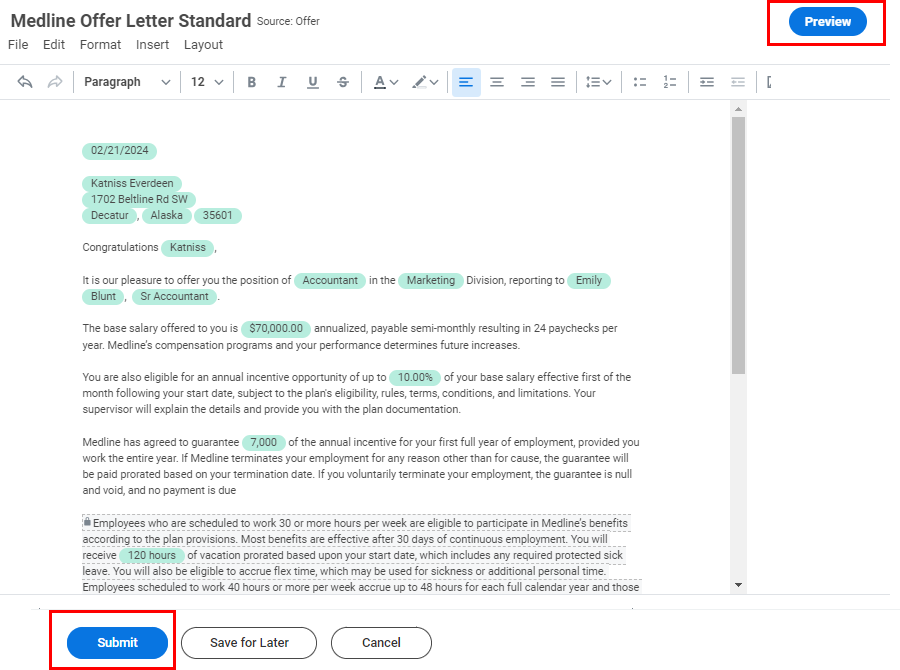 Medline Offer Letter Standard Source: Offer
Preview
File Edit Format Insert Layout
Paragraph 12 B I U S A
02/21/2024
Katniss Everdeen
1702 Beltline Rd SW
Decatur , Alaska 35601
Congratulations Katniss ,
It is our pleasure to offer you the position of Accountant in the Marketing Division, reporting to Emily
Blunt , Sr Accountant .
The base salary offered to you is $70,000.00 annualized, payable semi-monthly resulting in 24 paychecks per
year. Medline's compensation programs and your performance determines future increases.
You are also eligible for an annual incentive opportunity of up to 10.00% of your base salary effective first of the
month following your start date, subject to the plan's eligibility, rules, terms, conditions, and limitations. Your
supervisor will explain the details and provide you with the plan documentation.
Medline has agreed to guarantee 7,000 of the annual incentive for your first full year of employment, provided you
work the entire year. If Medline terminates your employment for any reason other than for cause, the guarantee will
be paid prorated based on your termination date. If you voluntarily terminate your employment, the guarantee is null
and void, and no payment is due
Employees who are scheduled to work 30 or more hours per week are eligible to participate in Medline's benefits
according to the plan provisions. Most benefits are effective after 30 days of continuous employment. You will
receive 120 hours of vacation prorated based upon your start date, which includes any required protected sick
leave. You will also be eligible to accrue flex time, which may be used for sickness or additional personal time.
Employees scheduled to work 40 hours or more per week accrue up to 48 hours for each full calendar year and those
Submit Save for Later Cancel